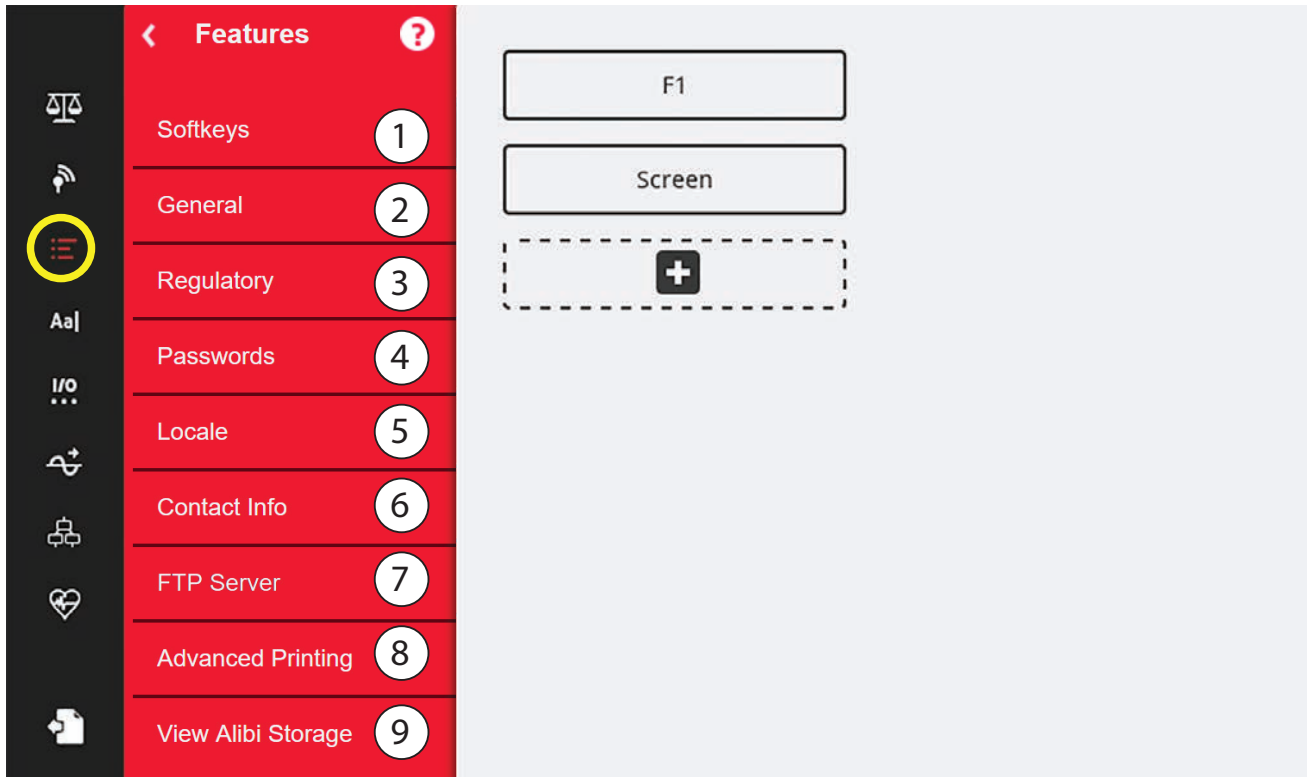 Features ?
Softkeys 1
General 2
Regulatory 3
Passwords 4
Locale 5
Contact Info 6
FTP Server 7
Advanced Printing 8
View Alibi Storage 9
Aa|
I/O
F1
Screen